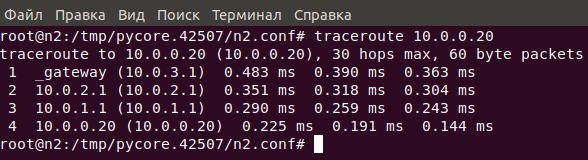 Файл Правка Вид Поиск Терминал Справка
root@n2:/tmp/pycore.42507/n2.conf# traceroute 10.0.0.20
traceroute to 10.0.0.20 (10.0.0.20), 30 hops max, 60 byte packets
 1  _gateway (10.0.3.1)  0.483 ms  0.390 ms  0.363 ms
 2  10.0.2.1 (10.0.2.1)  0.351 ms  0.318 ms  0.304 ms
 3  10.0.1.1 (10.0.1.1)  0.290 ms  0.259 ms  0.243 ms
 4  10.0.0.20 (10.0.0.20)  0.225 ms  0.191 ms  0.144 ms
root@n2:/tmp/pycore.42507/n2.conf#